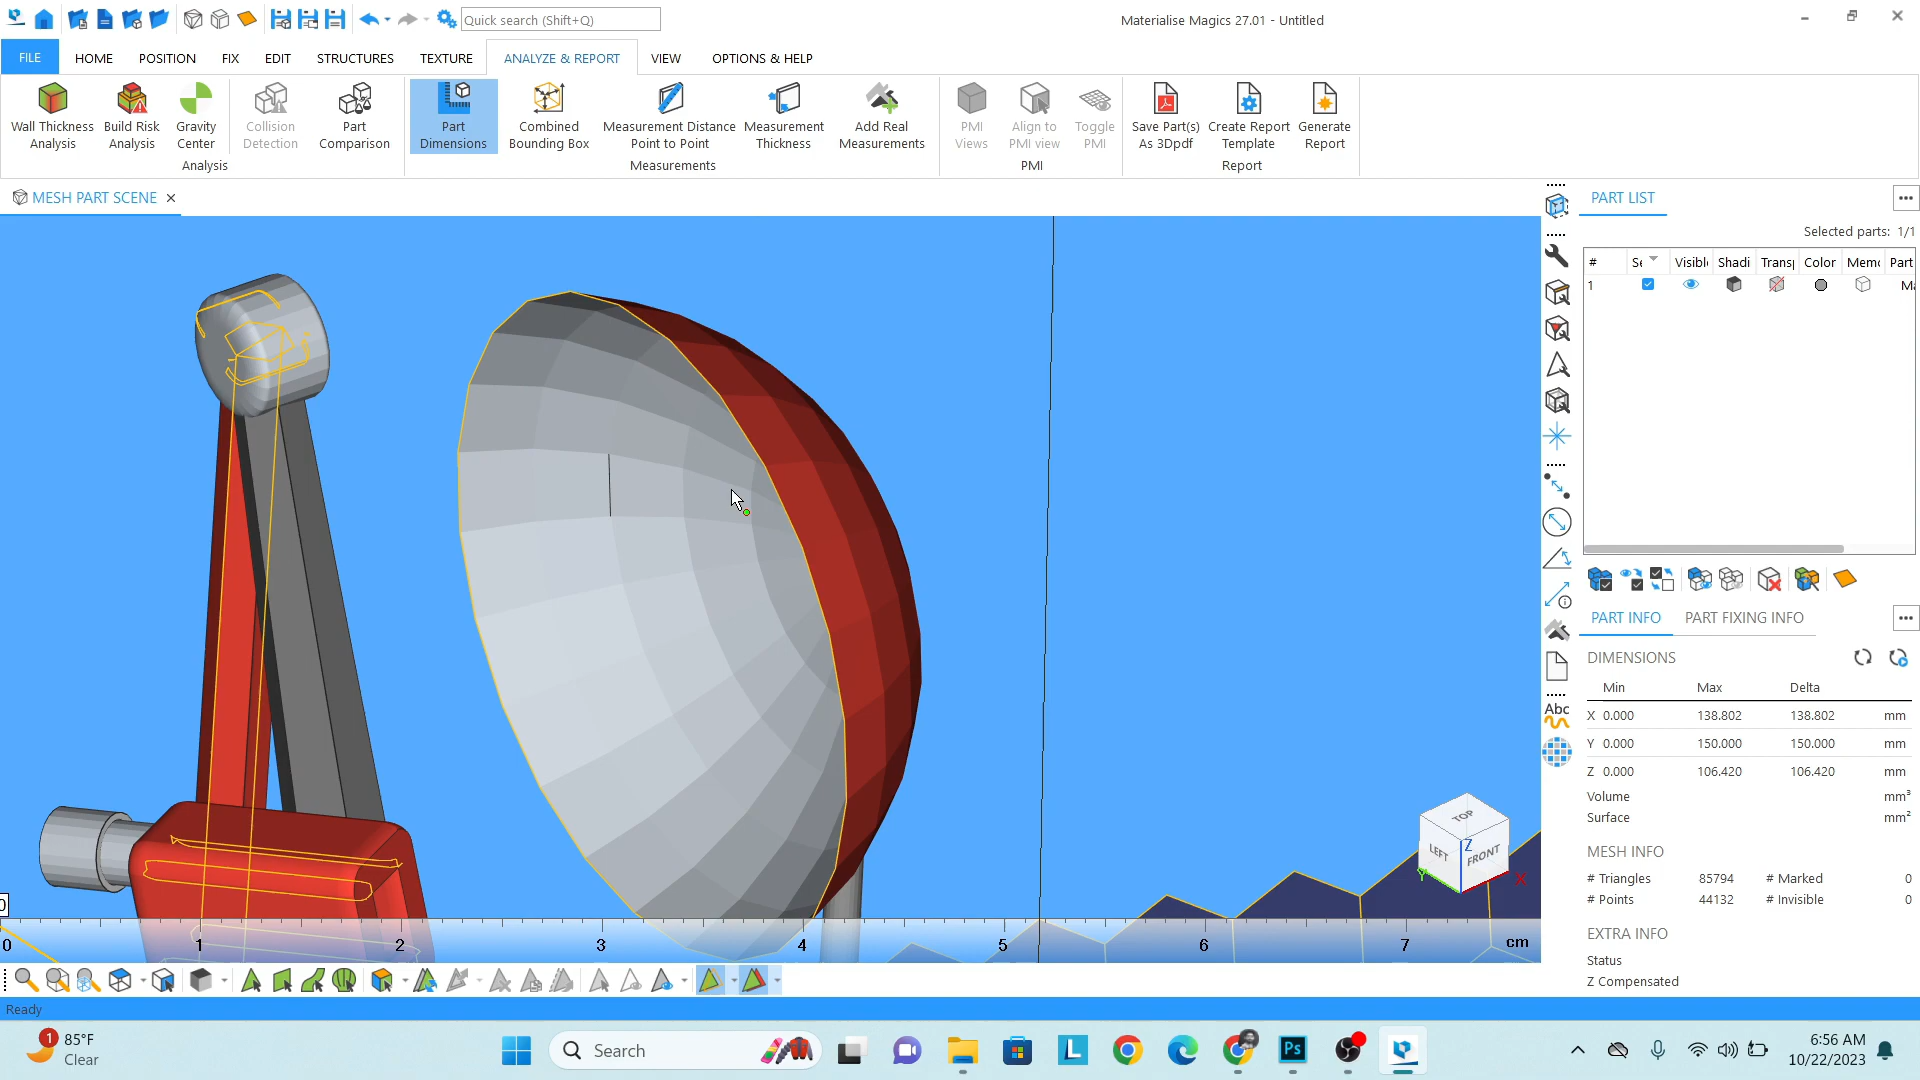 Quick search (Shift+Q)
Materialise Magics 27.01 - Untitled
FILE HOME POSITION FIX EDIT STRUCTURES TEXTURE ANALYZE & REPORT VIEW OPTIONS & HELP
Wall Thickness Analysis
Build Risk Analysis
Gravity Center
Collision Detection
Part Comparison
Part Dimensions
Combined Bounding Box
Measurement Distance Point to Point
Measurement Thickness
Add Real Measurements
PMI Views
Align to PMI view
Toggle PMI
Save Part(s) As 3Dpdf
Create Report Template
Generate Report
Analysis Measurements PMI Report
MESH PART SCENE
PART LIST
Selected parts: 1/1
# Se Visibl Shadi Transp Color Memo Part
1 Ma
PART INFO PART FIXING INFO
DIMENSIONS
Min Max Delta
X 0.000 138.802 138.802 mm
Y 0.000 150.000 150.000 mm
Z 0.000 106.420 106.420 mm
Volume mm³
Surface mm²
MESH INFO
# Triangles 85794 # Marked 0
# Points 44132 # Invisible 0
EXTRA INFO
Status
Z Compensated
Abc
TOP
LEFT FRONT
Z
Y X
0
0 1 2 3 4 5 6 7 cm
Ready
1
85°F
Clear
Search
L
Ps
6:56 AM
10/22/2023